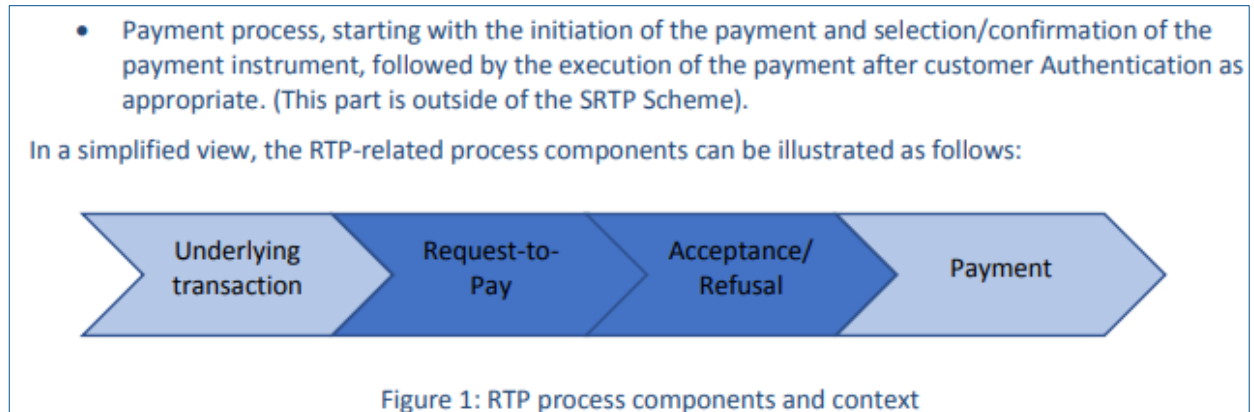 • Payment process, starting with the initiation of the payment and selection/confirmation of the
payment instrument, followed by the execution of the payment after customer Authentication as
appropriate. (This part is outside of the SRTP Scheme).
In a simplified view, the RTP-related process components can be illustrated as follows:
Underlying
transaction
Request-to-
Pay
Acceptance/
Refusal
Payment
Figure 1: RTP process components and context